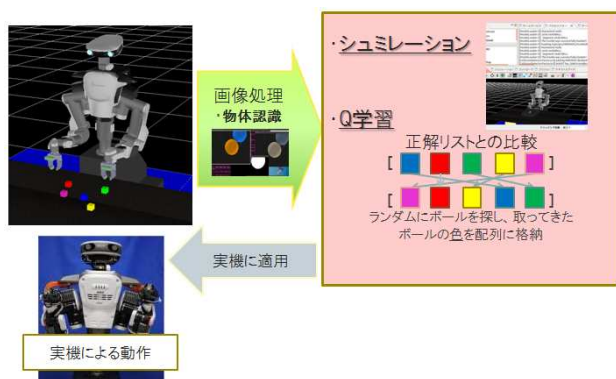 画像処理
・物体認識
・シュミレーション
・Q学習
正解リストとの比較
[ ]
[ ]
ランダムにボールを探し、取ってきた
ボールの色を配列に格納
実機に適用
実機による動作